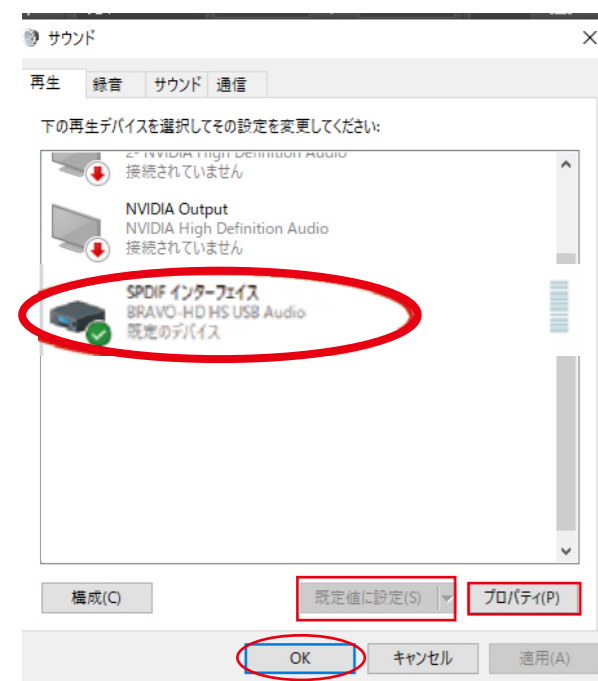 サウンド
再生 録音 サウンド 通信
下の再生デバイスを選択してその設定を変更してください:
2- NVIDIA High Definition Audio
接続されていません
NVIDIA Output
NVIDIA High Definition Audio
接続されていません
SPDIF インターフェイス
BRAVO-HD HS USB Audio
既定のデバイス
構成(C) 既定値に設定(S) プロパティ(P)
OK キャンセル 適用(A)